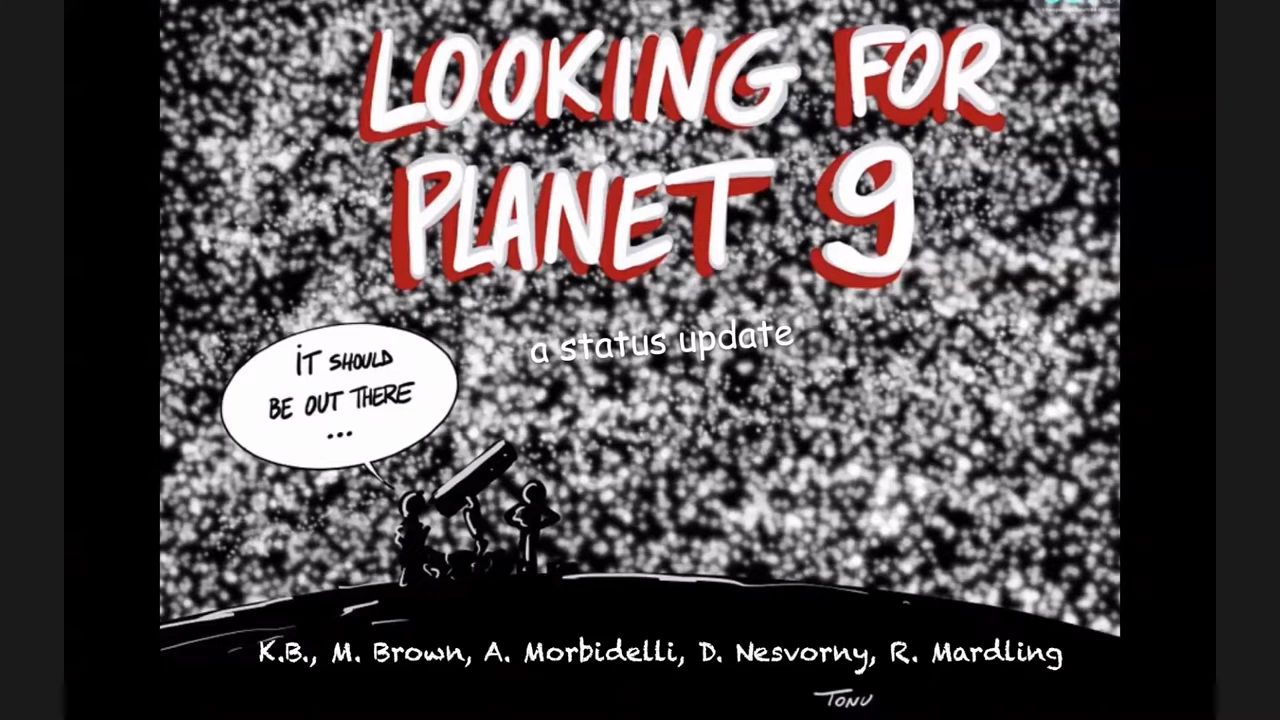 LOOKING FOR
PLANET 9
a status update
IT SHOULD
BE OUT THERE
...
K.B., M. Brown, A. Morbidelli, D. Nesvorny, R. Mardling
TONU